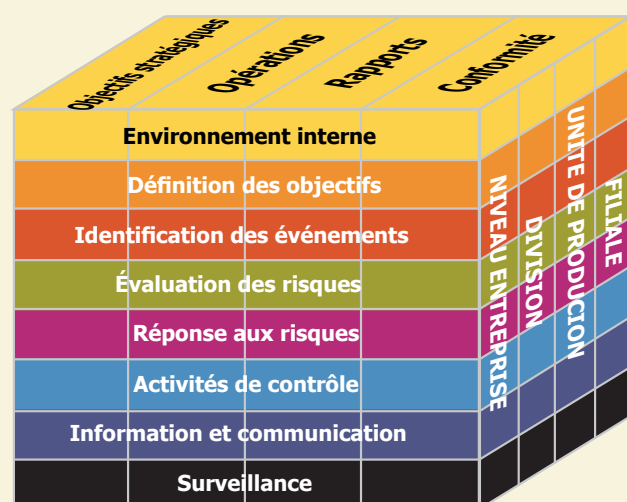 Objectifs stratégiques
Opérations
Rapports
Conformité
Environnement interne
Définition des objectifs
Identification des événements
Évaluation des risques
Réponse aux risques
Activités de contrôle
Information et communication
Surveillance
NIVEAU ENTREPRISE
DIVISION
UNITE DE PRODUCION
FILIALE